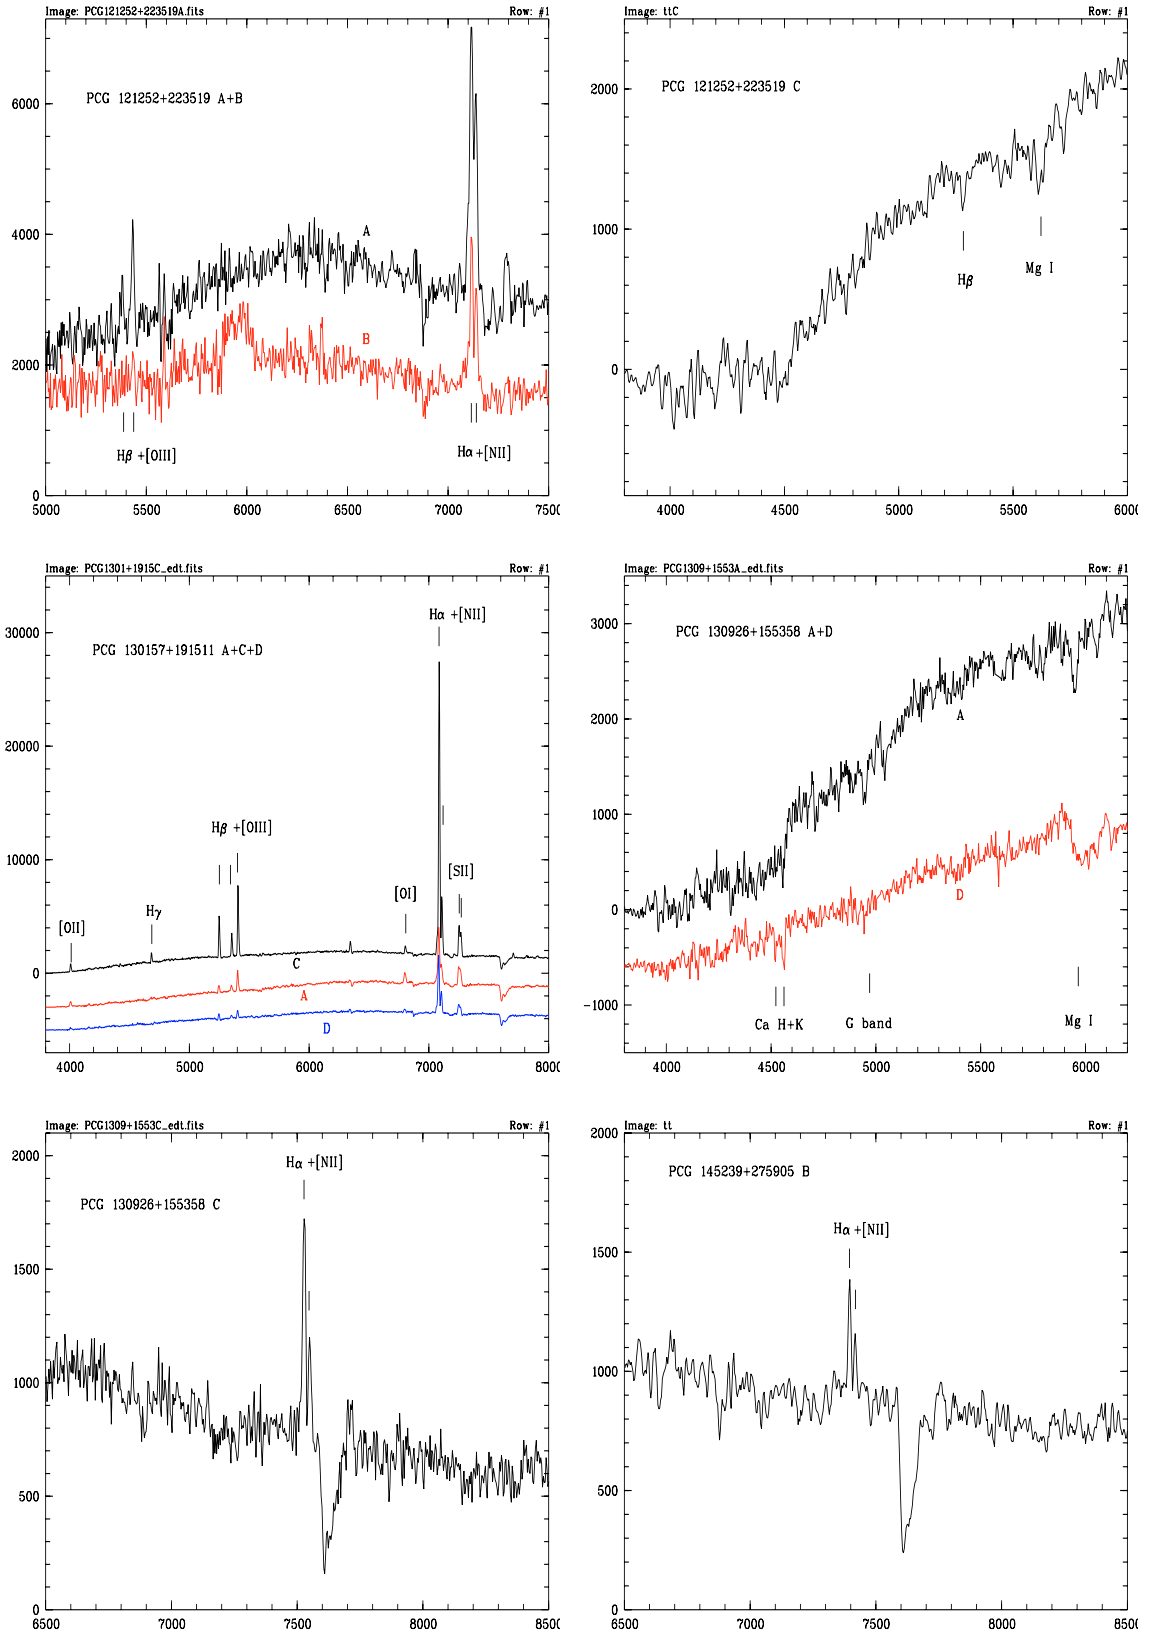 Image: PCG121252+223519A.fits Row: #1
PCG 121252+223519 A+B
6000
4000
2000
0
A
B
Hβ +[OIII]
Hα +[NII]
5000 5500 6000 6500 7000 750(
Image: ttC Row: #1
PCG 121252+223519 C
2000
1000
0
Hβ
Mg I
4000 4500 5000 5500 600(
Image: PCG1301+1915C_edt.fits Row: #1
Hα +[NII]
PCG 130157+191511 A+C+D
30000
20000
10000
0
Hβ +[OIII]
[OII]
Hγ
[OI]
[SII]
C
A
D
4000 5000 6000 7000 800(
Image: PCG1309+1553A_edt.fits Row: #1
PCG 130926+155358 A+D
3000
2000
1000
0
-1000
A
D
Ca H+K
G band
Mg I
4000 4500 5000 5500 6000
Image: PCG1309+1553C_edt.fits Row: #1
Hα +[NII]
PCG 130926+155358 C
2000
1500
1000
500
0
6500 7000 7500 8000 850(
Image: tt Row: #1
PCG 145239+275905 B
Hα +[NII]
2000
1500
1000
500
0
6500 7000 7500 8000 850(